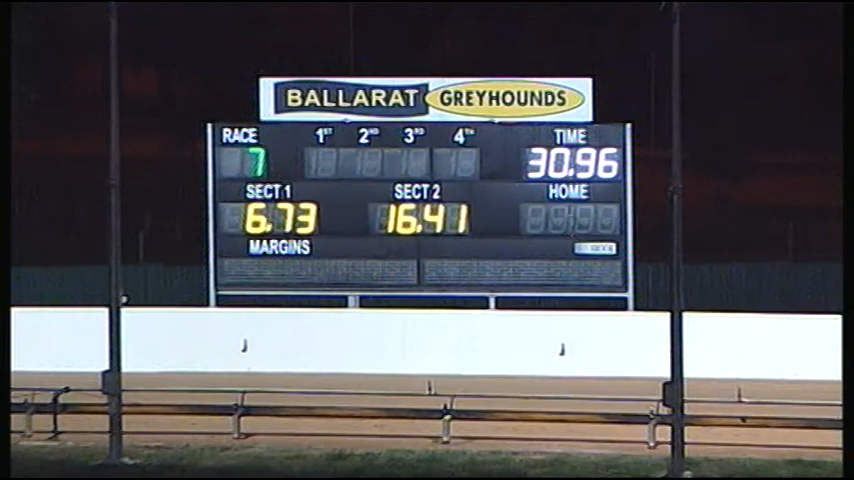 BALLARAT GREYHOUNDS
RACE 1ST 2ND 3RD 4TH TIME
7 30.96
SECT 1 SECT 2 HOME
6.73 16.41
MARGINS